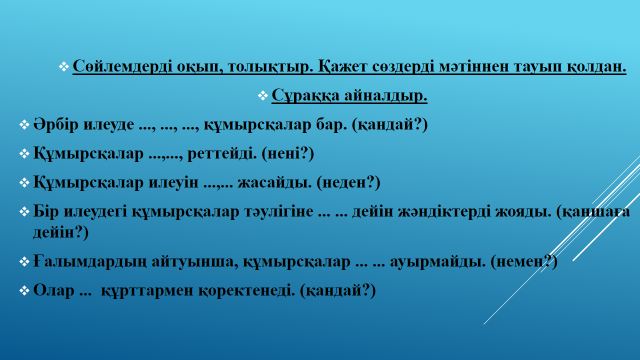 Сөйлемдерді оқып, толықтыр. Қажет сөздерді мәтіннен тауып қолдан.
Сұраққа айналдыр.
Әрбір илеуде ..., ..., ..., құмырсқалар бар. (қандай?)
Құмырсқалар ...,..., реттейді. (нені?)
Құмырсқалар илеуін ...,... жасайды. (неден?)
Бір илеудегі құмырсқалар тәулігіне ... ... дейін жәндіктерді жояды. (қаншаға
дейін?)
Ғалымдардың айтуынша, құмырсқалар ... ... ауырмайды. (немен?)
Олар ... құрттармен қоректенеді. (қандай?)